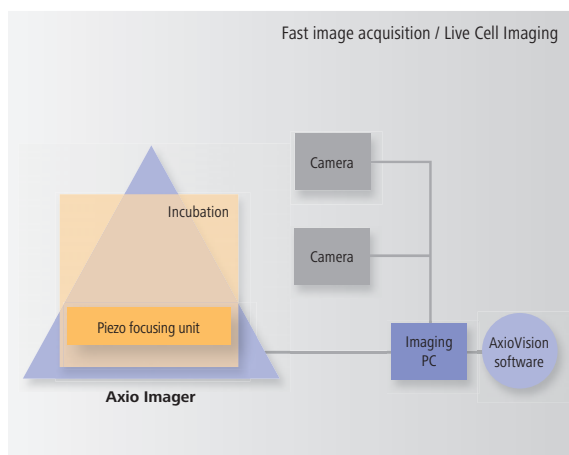 Fast image acquisition / Live Cell Imaging
Camera
Incubation
Camera
Piezo focusing unit
Imaging
PC
AxioVision
software
Axio Imager